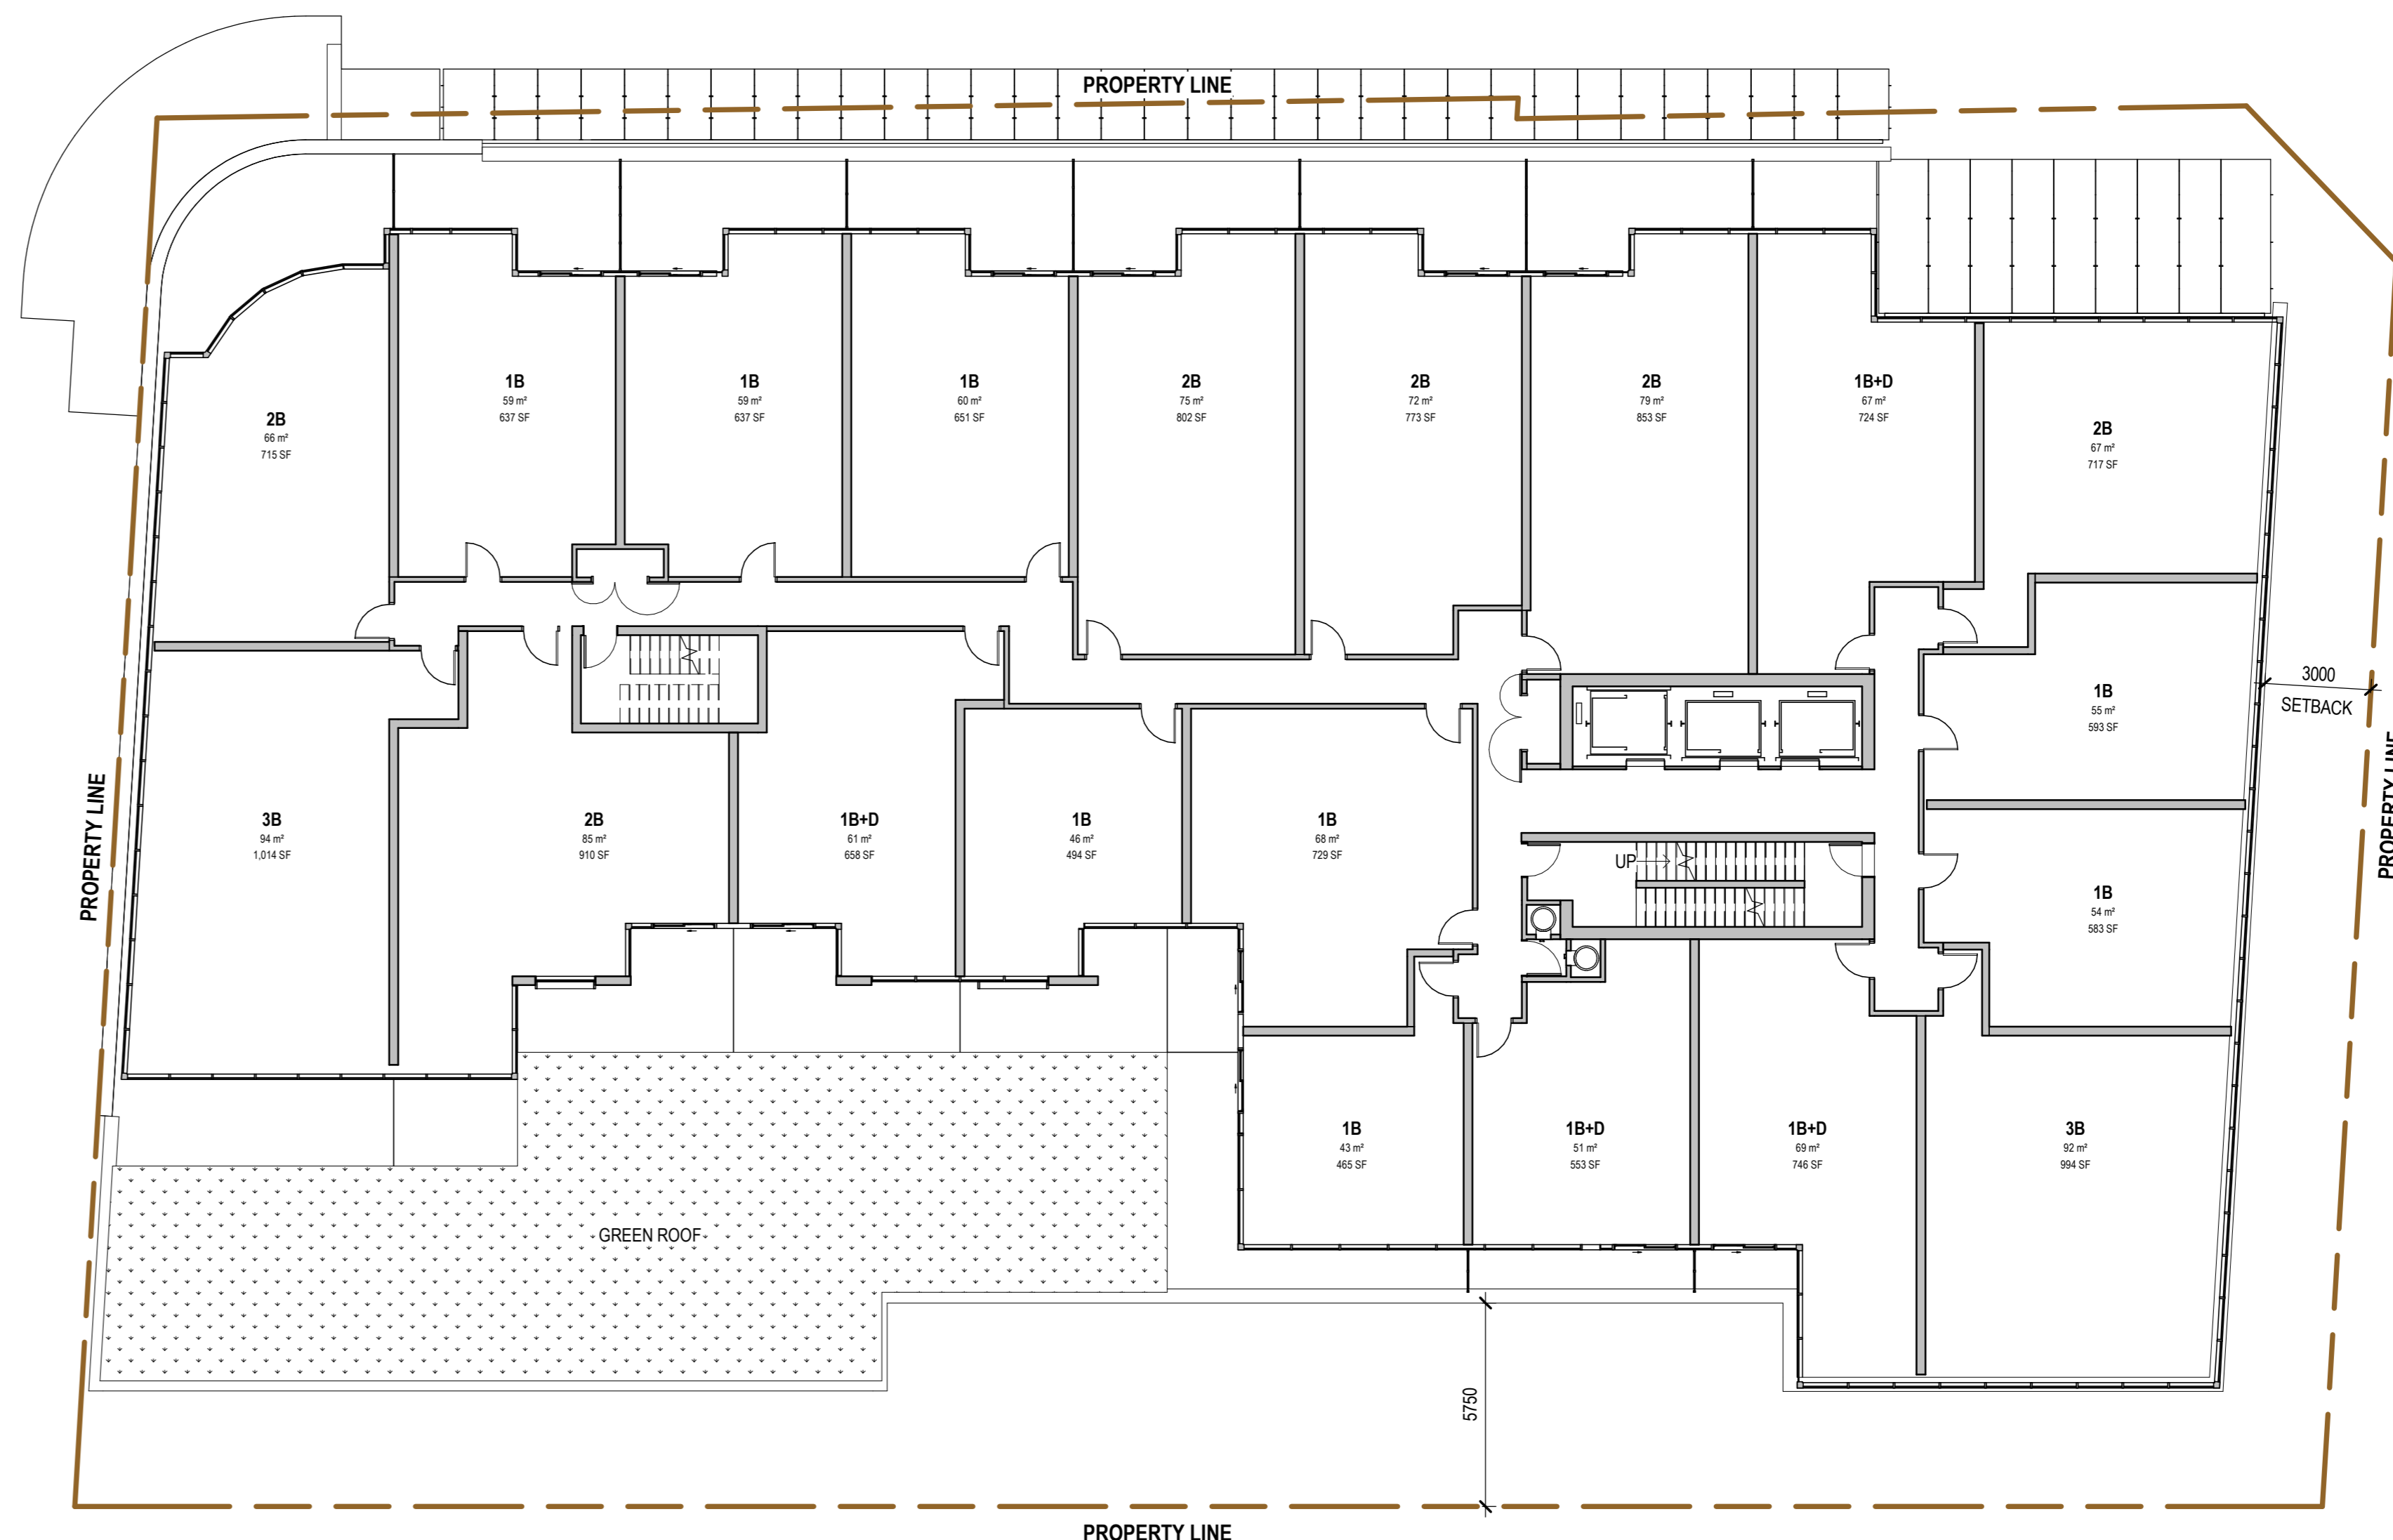 PROPERTY LINE
1B
59 m²
637 SF
1B
59 m²
637 SF
1B
60 m²
651 SF
2B
75 m²
802 SF
2B
72 m²
773 SF
2B
79 m²
853 SF
1B+D
67 m²
724 SF
2B
66 m²
715 SF
2B
67 m²
717 SF
3000
SETBACK
1B
55 m²
593 SF
PROPERTY LINE
PROPERTY LINE
3B
94 m²
1,014 SF
2B
85 m²
910 SF
1B+D
61 m²
658 SF
1B
46 m²
494 SF
1B
68 m²
729 SF
UP
1B
54 m²
583 SF
1B
43 m²
465 SF
1B+D
51 m²
553 SF
1B+D
69 m²
746 SF
3B
92 m²
994 SF
GREEN ROOF
5750
PROPERTY LINE